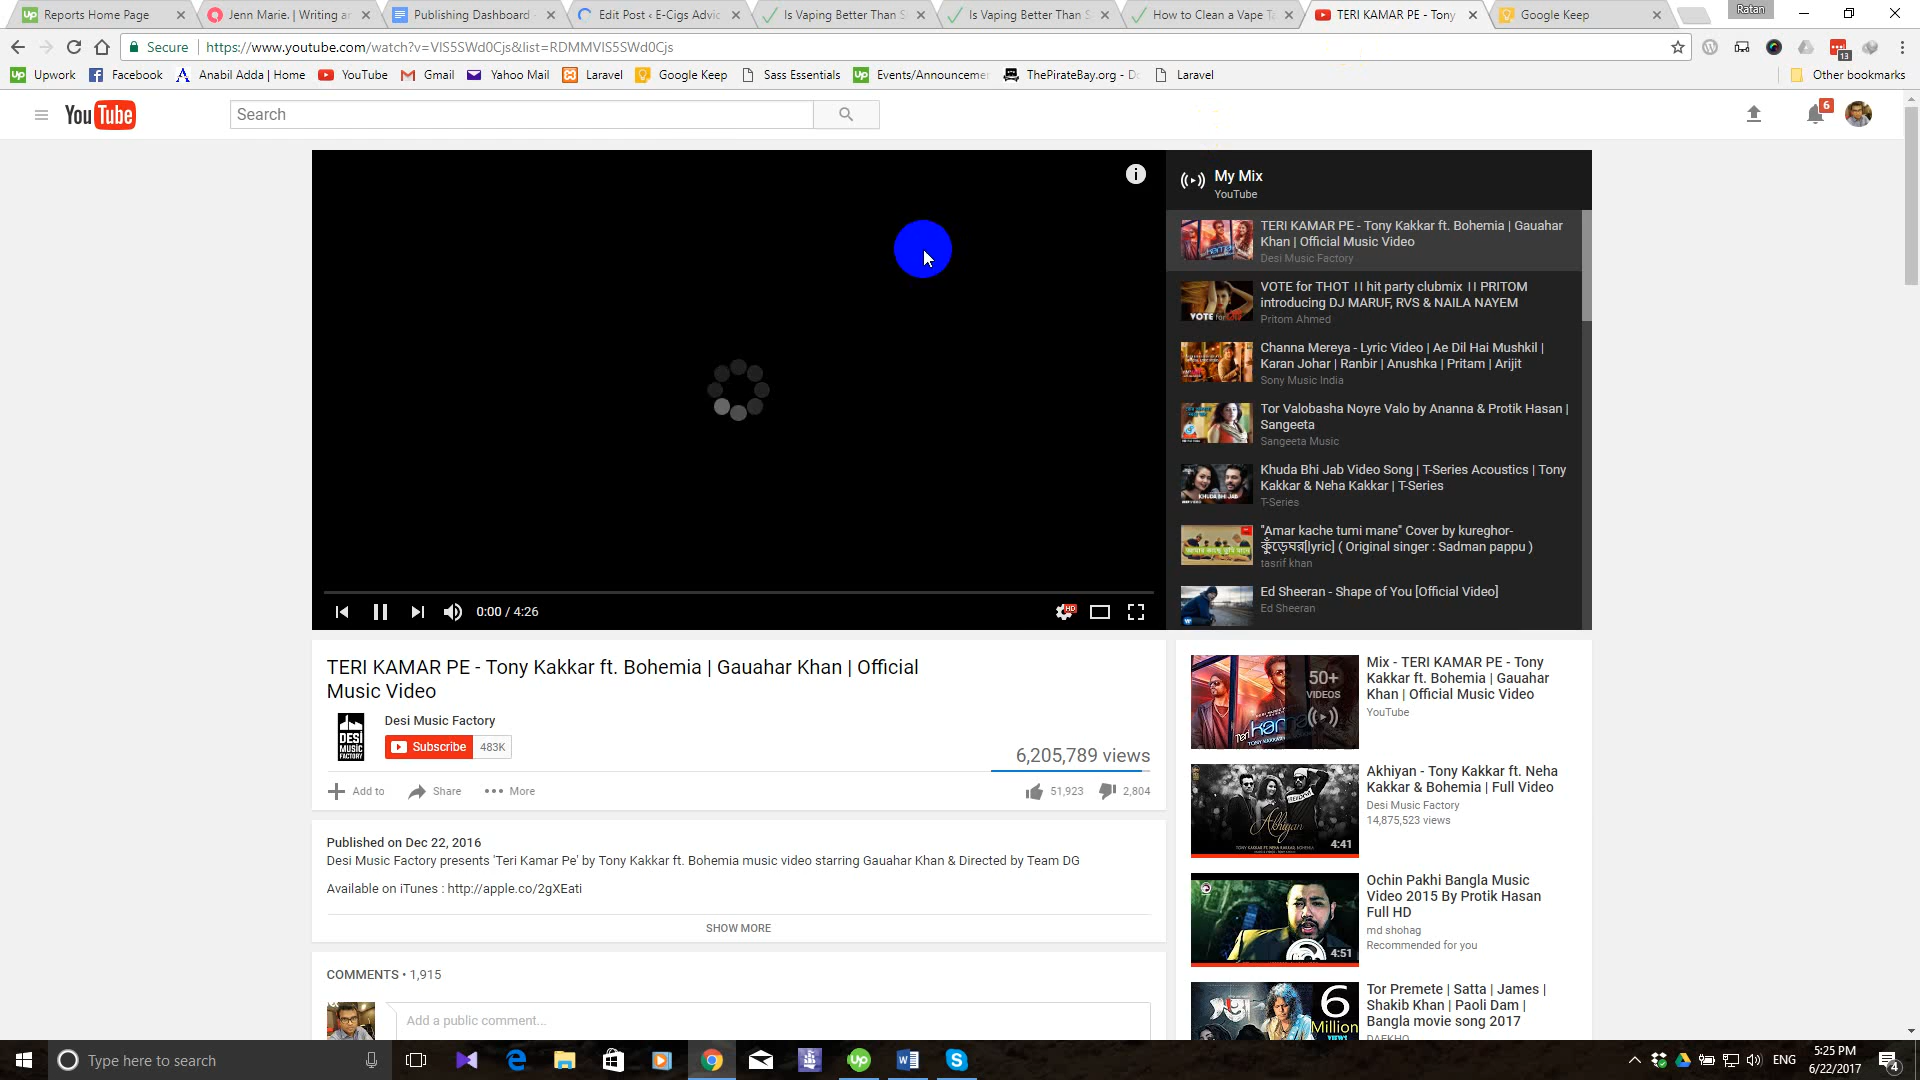 Reports Home Page
Jenn Marie. | Writing a
Publishing Dashboard
Edit Post ‹ E-Cigs Advic
Is Vaping Better Than S
Is Vaping Better Than S
How to Clean a Vape Ta
TERI KAMAR PE - Tony
Google Keep
Ratan
Secure
https://www.youtube.com/watch?v=VIS5SWd0Cjs&list=RDMMVIS5SWd0Cjs
13
Upwork
Facebook
Anabil Adda | Home
YouTube
Gmail
Yahoo Mail
Laravel
Google Keep
Sass Essentials
Events/Announceme
ThePirateBay.org - Do
Laravel
Other bookmarks
YouTube
Search
6
My Mix
YouTube
TERI KAMAR PE - Tony Kakkar ft. Bohemia | Gauahar
Khan | Official Music Video
Desi Music Factory
VOTE for THOT ।। hit party clubmix ।। PRITOM
introducing DJ MARUF, RVS & NAILA NAYEM
Pritom Ahmed
Channa Mereya - Lyric Video | Ae Dil Hai Mushkil |
Karan Johar | Ranbir | Anushka | Pritam | Arijit
Sony Music India
Tor Valobasha Noyre Valo by Ananna & Protik Hasan |
Sangeeta
Sangeeta Music
Khuda Bhi Jab Video Song | T-Series Acoustics | Tony
Kakkar & Neha Kakkar | T-Series
T-Series
"Amar kache tumi mane" Cover by kureghor-
কুঁড়েঘর[lyric] ( Original singer : Sadman pappu )
tasrif khan
Ed Sheeran - Shape of You [Official Video]
Ed Sheeran
0:00 / 4:26
HD
TERI KAMAR PE - Tony Kakkar ft. Bohemia | Gauahar Khan | Official
Music Video
DESI
MUSIC
FACTORY
Desi Music Factory
Subscribe
483K
6,205,789 views
Add to
Share
More
51,923
2,804
Published on Dec 22, 2016
Desi Music Factory presents 'Teri Kamar Pe' by Tony Kakkar ft. Bohemia music video starring Gauahar Khan & Directed by Team DG
Available on iTunes : http://apple.co/2gXEati
SHOW MORE
COMMENTS • 1,915
Add a public comment...
50+
VIDEOS
Mix - TERI KAMAR PE - Tony
Kakkar ft. Bohemia | Gauahar
Khan | Official Music Video
YouTube
Akhiyan
4:41
Akhiyan - Tony Kakkar ft. Neha
Kakkar & Bohemia | Full Video
Desi Music Factory
14,875,523 views
4:51
Ochin Pakhi Bangla Music
Video 2015 By Protik Hasan
Full HD
md shohag
Recommended for you
6
Million
Tor Premete | Satta | James |
Shakib Khan | Paoli Dam |
Bangla movie song 2017
Type here to search
ENG
5:25 PM
6/22/2017
4